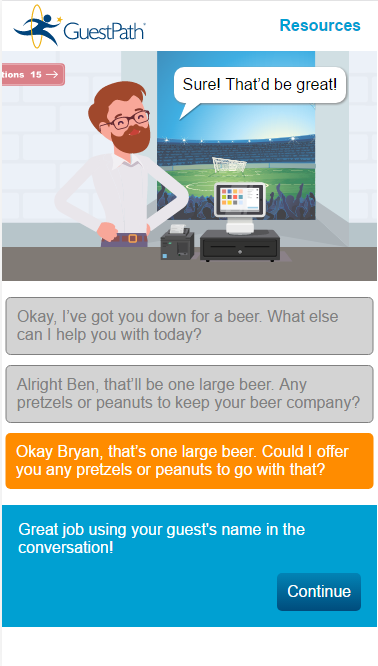 GuestPath
Resources
tions 15 →
Sure! That'd be great!
Okay, I've got you down for a beer. What else
can I help you with today?
Alright Ben, that'll be one large beer. Any
pretzels or peanuts to keep your beer company?
Okay Bryan, that's one large beer. Could I offer
you any pretzels or peanuts to go with that?
Great job using your guest's name in the
conversation!
Continue